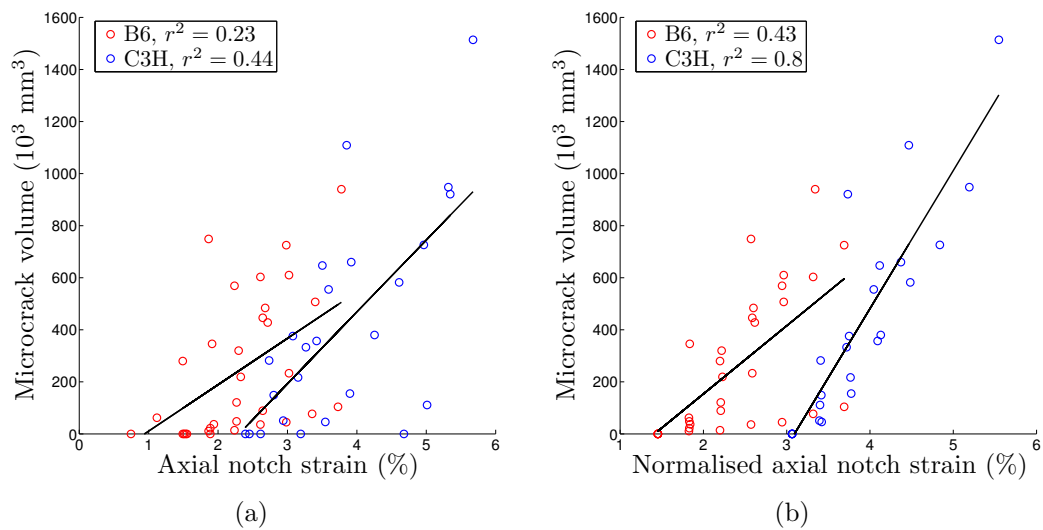 B6, r² = 0.23
C3H, r² = 0.44
1600
1400
1200
1000
800
600
400
200
0
Microcrack volume (10³ mm³)
0 1 2 3 4 5 6
Axial notch strain (%)
(a)
B6, r² = 0.43
C3H, r² = 0.8
1600
1400
1200
1000
800
600
400
200
0
Microcrack volume (10³ mm³)
1 2 3 4 5 6
Normalised axial notch strain (%)
(b)